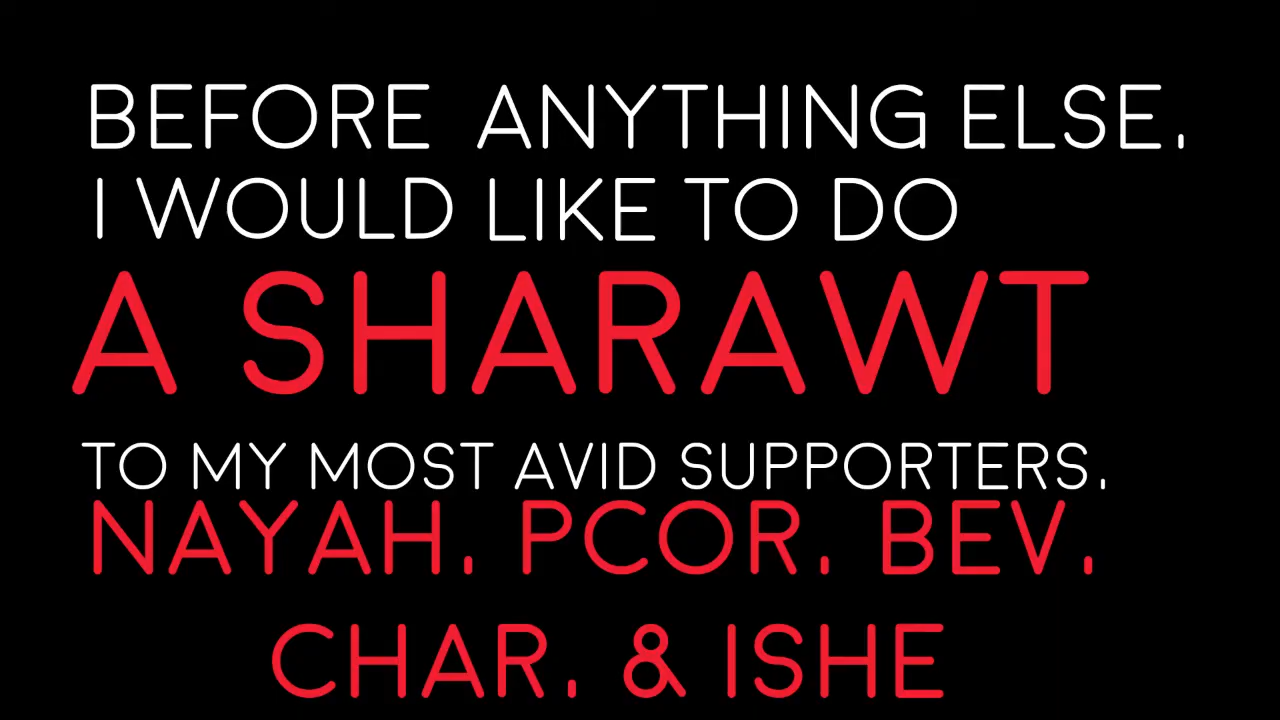 BEFORE ANYTHING ELSE,
I WOULD LIKE TO DO
A SHARAWT
TO MY MOST AVID SUPPORTERS,
NAYAH, PCOR, BEV,
CHAR, & ISHE